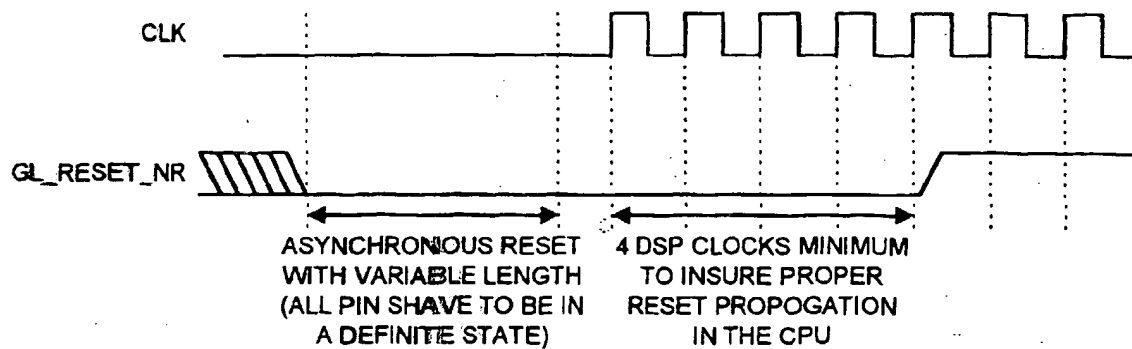 CLK
GL_RESET_NR
ASYNCHRONIOUS RESET
WITH VARIABLE LENGTH
(ALL PIN SHAVE TO BE IN
A DEFINITE STATE)
4 DSP CLOCKS MINIMUM
TO INSURE PROPER
RESET PROPOGATION
IN THE CPU